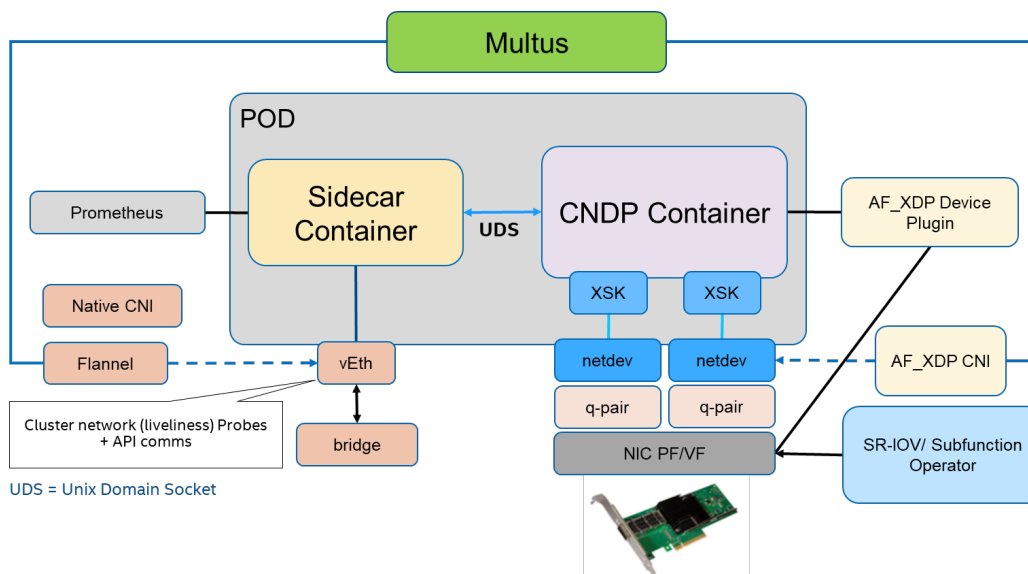 Multus
POD
Sidecar
Container
UDS
CNDP Container
Prometheus
AF_XDP Device
Plugin
XSK
XSK
Native CNI
Flannel
vEth
netdev
netdev
AF_XDP CNI
Cluster network (liveliness) Probes
+ API comms
q-pair
q-pair
bridge
NIC PF/VF
SR-IOV/ Subfunction
Operator
UDS = Unix Domain Socket